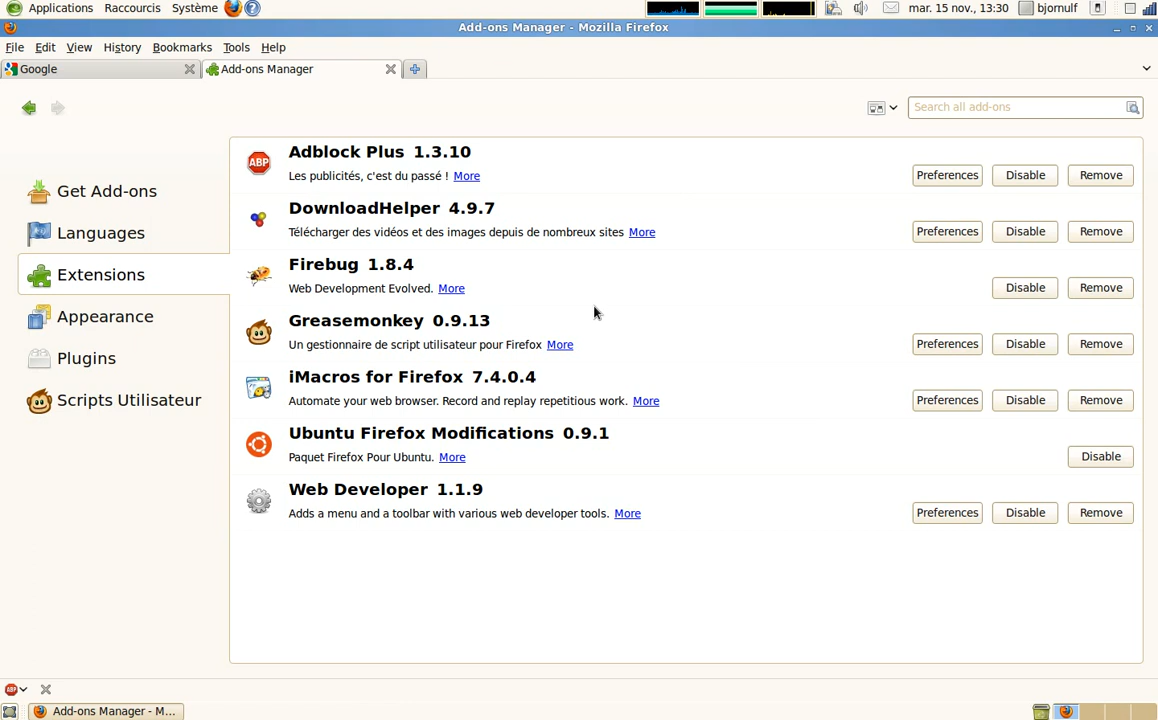 Applications Raccourcis Système mar. 15 nov., 13:30 bjornulf
Add-ons Manager - Mozilla Firefox
File Edit View History Bookmarks Tools Help
Google Add-ons Manager
Search all add-ons
Get Add-ons
Languages
Extensions
Appearance
Plugins
Scripts Utilisateur
ABP
Adblock Plus 1.3.10
Les publicités, c'est du passé ! More Preferences Disable Remove
DownloadHelper 4.9.7
Télécharger des vidéos et des images depuis de nombreux sites More Preferences Disable Remove
Firebug 1.8.4
Web Development Evolved. More Disable Remove
Greasemonkey 0.9.13
Un gestionnaire de script utilisateur pour Firefox More Preferences Disable Remove
iMacros for Firefox 7.4.0.4
Automate your web browser. Record and replay repetitious work. More Preferences Disable Remove
Ubuntu Firefox Modifications 0.9.1
Paquet Firefox Pour Ubuntu. More Disable
Web Developer 1.1.9
Adds a menu and a toolbar with various web developer tools. More Preferences Disable Remove
ABP
Add-ons Manager - M...